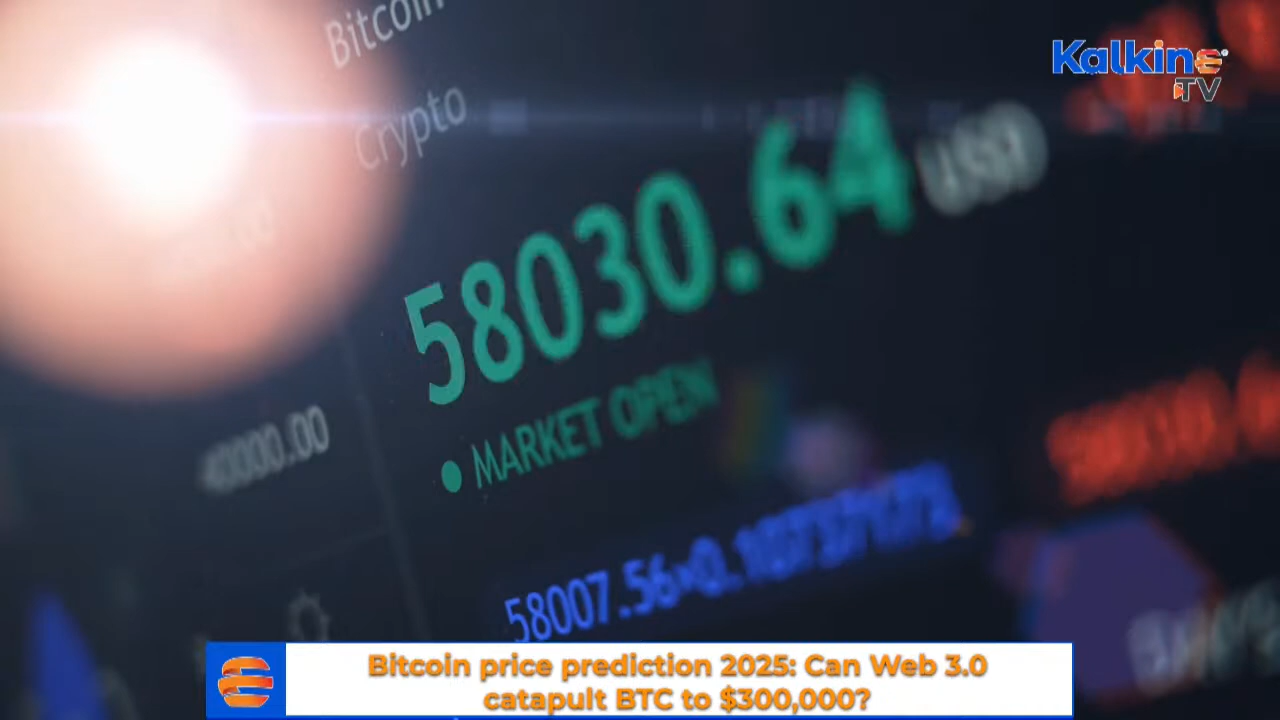 Bitcoin
Kalkine
TV
Crypto
58030.64 USD
40000.00
MARKET OPEN
58007.56
Bitcoin price prediction 2025: Can Web 3.0
catapult BTC to $300,000?